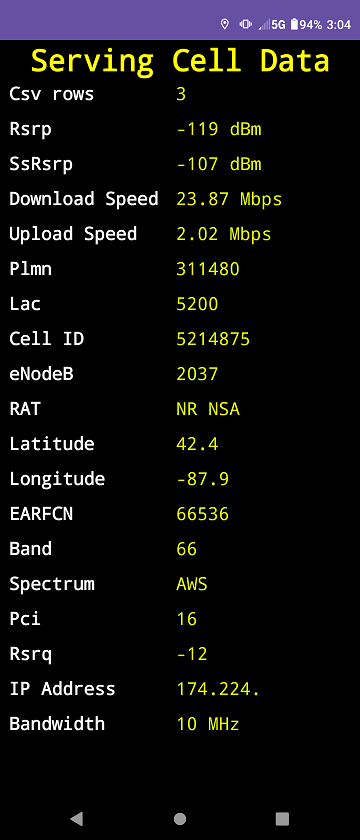 5G 94% 3:04
Serving Cell Data
Csv rows 3
Rsrp -119 dBm
SsRsrp -107 dBm
Download Speed 23.87 Mbps
Upload Speed 2.02 Mbps
Plmn 311480
Lac 5200
Cell ID 5214875
eNodeB 2037
RAT NR NSA
Latitude 42.4
Longitude -87.9
EARFCN 66536
Band 66
Spectrum AWS
Pci 16
Rsrq -12
IP Address 174.224.
Bandwidth 10 MHz